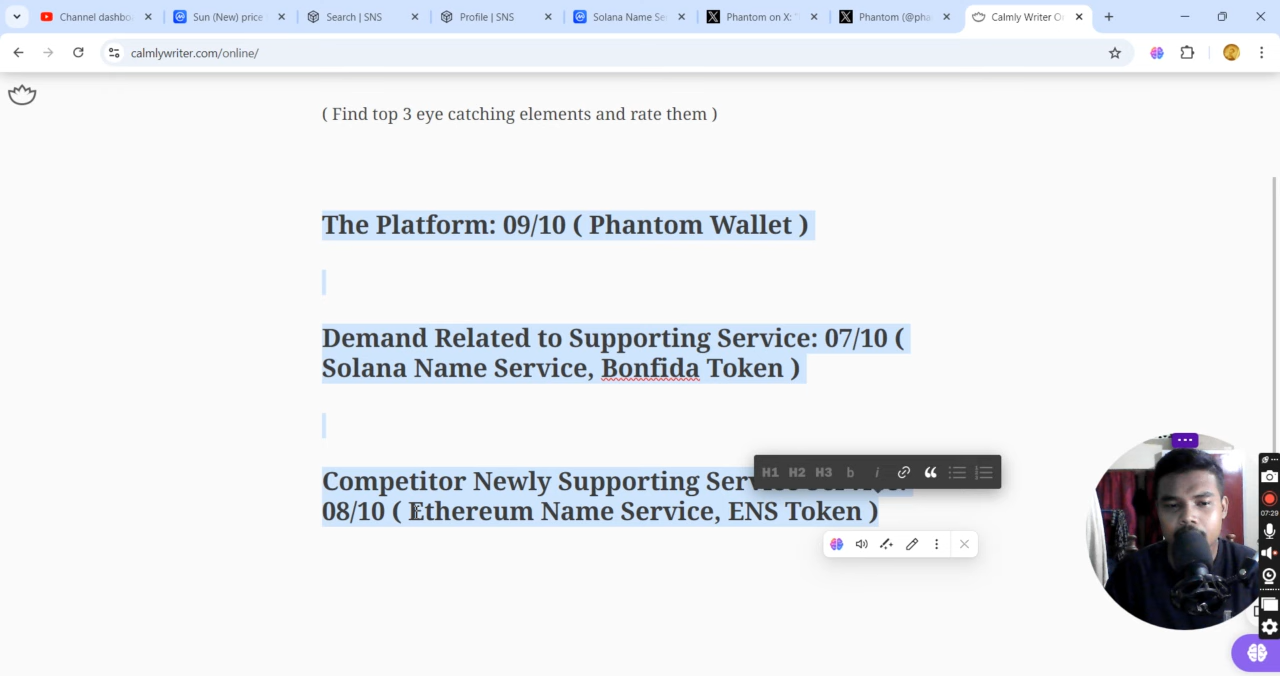 Channel dashbo
Sun (New) price
Search | SNS
Profile | SNS
Solana Name Se
Phantom on X: "
Phantom (@pha
Calmly Writer O
calmlywriter.com/online/
( Find top 3 eye catching elements and rate them )
The Platform: 09/10 ( Phantom Wallet )
Demand Related to Supporting Service: 07/10 (
Solana Name Service, Bonfida Token )
H1 H2 H3 b i
Competitor Newly Supporting
08/10 ( Ethereum Name Service, ENS Token )
07:29